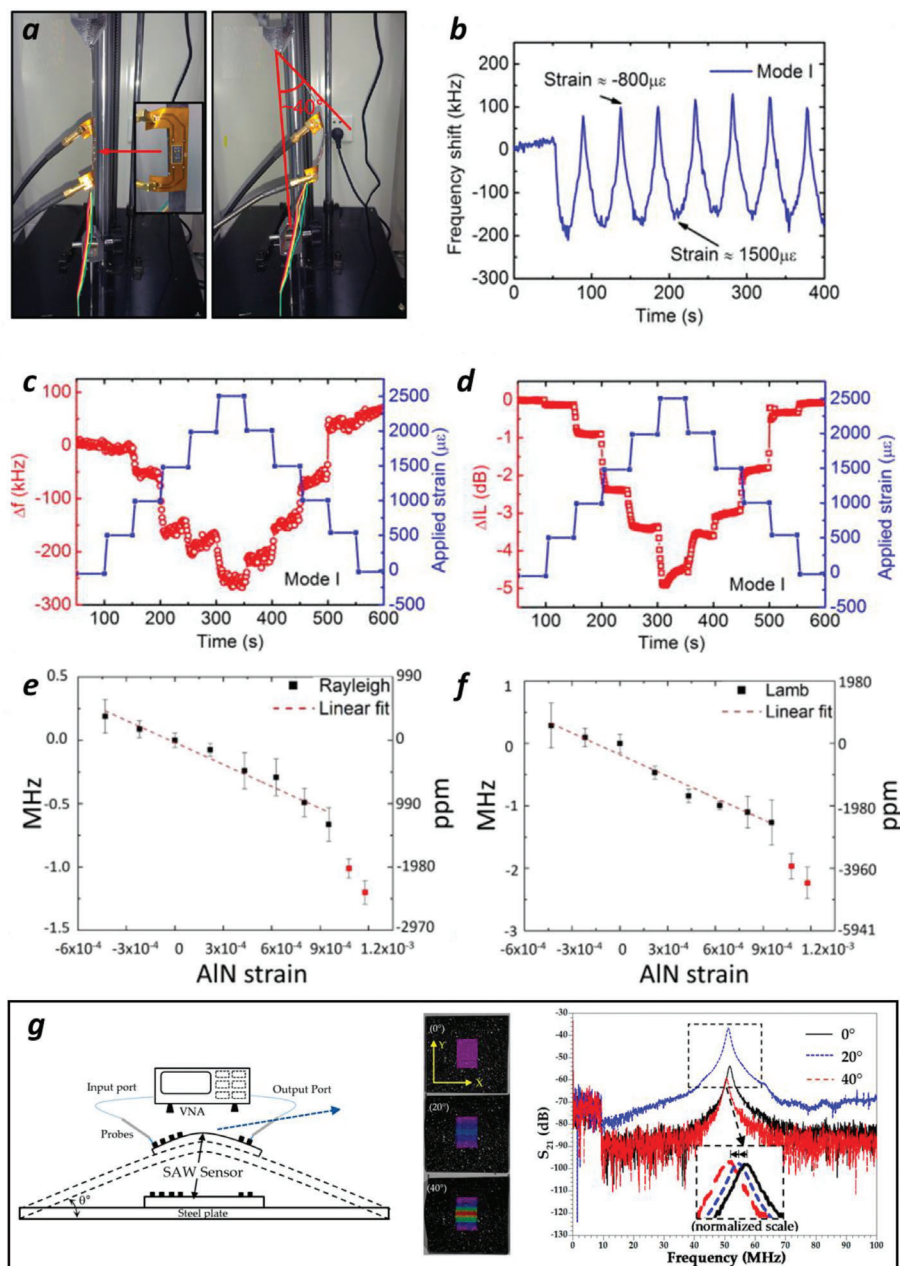 a
40°
b
Frequency shift (kHz)
200
100
0
-100
-200
-300
Strain ≈ -800με
Mode I
Strain ≈ 1500με
0 100 200 300 400
Time (s)
c
Δf (kHz)
100
0
-100
-200
-300
Mode I
2500
2000
1500
1000
500
0
-500
Applied strain (με)
100 200 300 400 500 600
Time (s)
d
ΔIL (dB)
0
-1
-2
-3
-4
-5
Mode I
2500
2000
1500
1000
500
0
-500
Applied strain (με)
100 200 300 400 500 600
Time (s)
e
MHz
0.5
0.0
-0.5
-1.0
-1.5
Rayleigh
Linear fit
990
0
990
-1980
-2970
ppm
-6x10-4 -3x10-4 0 3x10-4 6x10-4 9x10-4 1.2x10-3
AlN strain
f
MHz
1
0
-1
-2
-3
Lamb
Linear fit
1980
0
-1980
-3960
-5941
ppm
-6x10-4 -3x10-4 0 3x10-4 6x10-4 9x10-4 1.2x10-3
AlN strain
g
Input port
Output Port
VNA
Probes
SAW Sensor
θ°
Steel plate
(0°)
Y
X
(20°)
(40°)
S21 (dB)
-30
-40
-50
-60
-70
-80
-90
-100
-110
-120
-130
0°
20°
40°
(normalized scale)
0 10 20 30 40 50 60 70 80 90 100
Frequency (MHz)